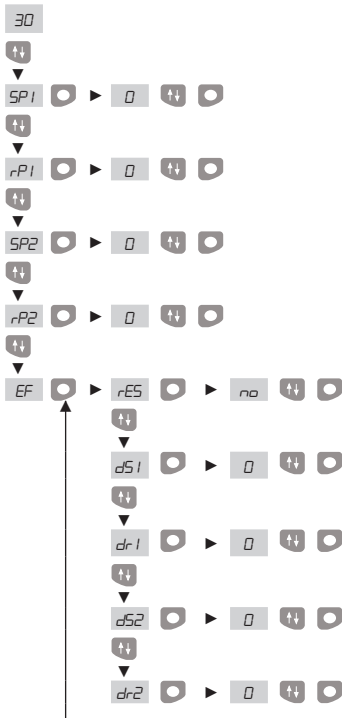 30
SP1 0
rP1 0
SP2 0
rP2 0
EF rES no
dS1 0
dr1 0
dS2 0
dr2 0